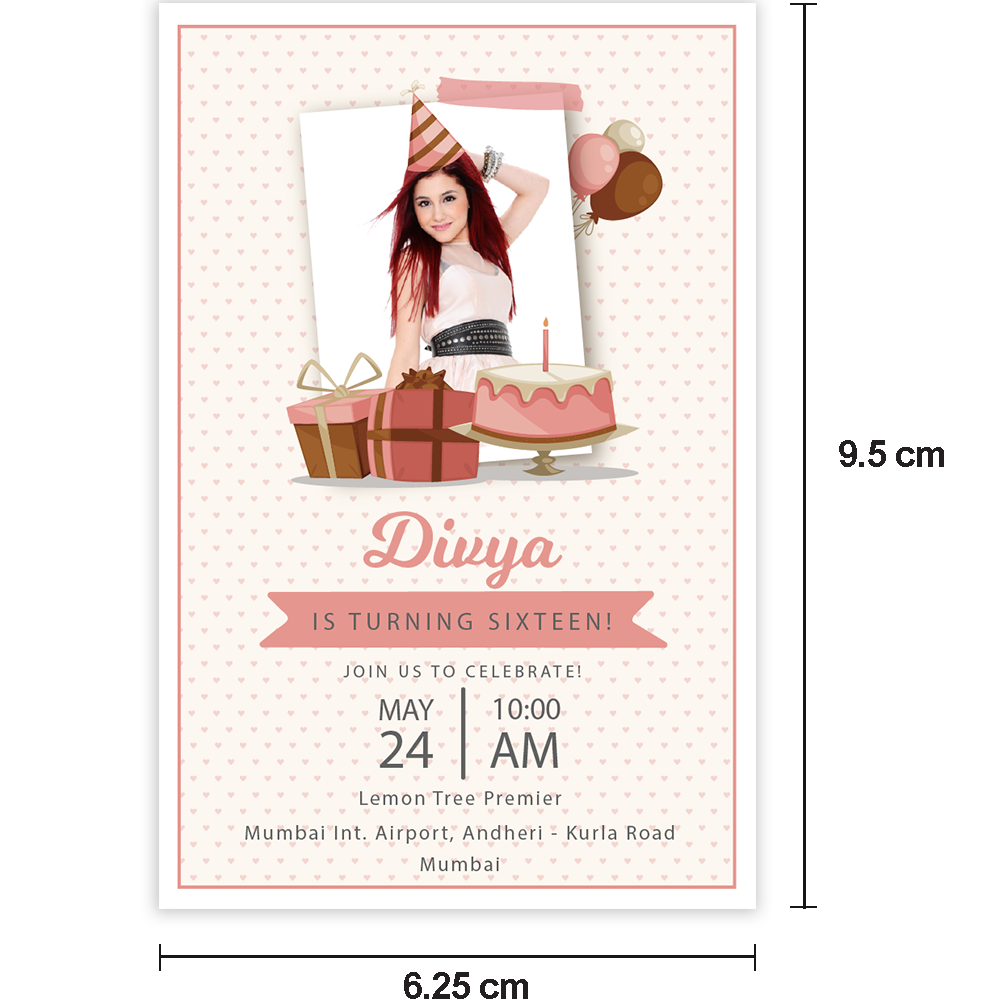 Divya
IS TURNING SIXTEEN!
JOIN US TO CELEBRATE!
MAY 10:00
24 AM
Lemon Tree Premier
Mumbai Int. Airport, Andheri - Kurla Road
Mumbai
9.5 cm
6.25 cm